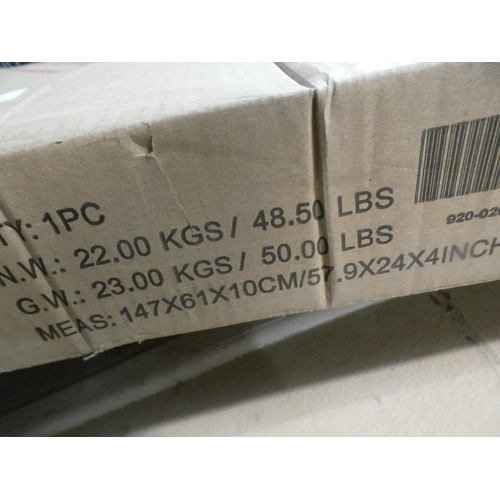 TY: 1PC
N.W.: 22.00 KGS / 48.50 LBS
G.W.: 23.00 KGS / 50.00 LBS
MEAS: 147X61X10CM/57.9X24X4INCH
920-020